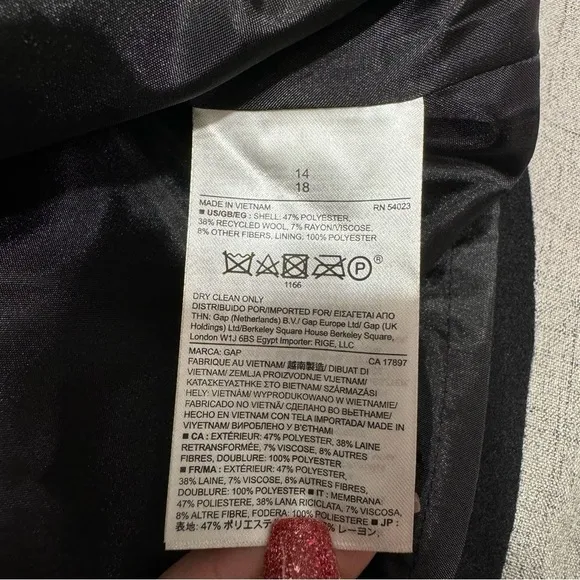 14
18
MADE IN VIETNAM RN 54023
■ US/GB/EG : SHELL: 47% POLYESTER,
38% RECYCLED WOOL, 7% RAYON/VISCOSE,
8% OTHER FIBERS, LINING: 100% POLYESTER
P®
1166
DRY CLEAN ONLY
DISTRIBUTED POR/IMPORTED FOR/ ΕΙΣΑΓΕΤΑΙ ΑΠΟ
ΤΗΝ: Gap (Netherlands) B.V./ Gap Europe Ltd/ Gap (UK
Holdings) Ltd/Berkeley Square House Berkeley Square,
London W1J 6BS Egypt Importer: RIGE, LLC
MARCA: GAP CA 17897
FABRIQUE AU VIETNAM/ 越南製造/ DIBUAT DI
VIETNAM/ ZEMLJA PROIZVODNJE VIJETNAM/
ΚΑΤΑΣΚΕΥΑΣΤΗΚΕ ΣΤΟ ΒΙΕΤΝΑΜ/ SZÁRMAZÁSI
HELY: VIETNÁM/ WYPRODUKOWANO W WIETNAMIE/
FABRICADO NO VIETNÃ/ СДЕЛАНО ВО ВЬЕТНАМЕ/
HECHO EN VIETNAM CON TELA IMPORTADA/ MADE IN
VIYETNAM/ ВИРОБЛЕНО У В'ЄТНАМІ
■ CA : EXTÉRIEUR: 47% POLYESTER, 38% LAINE
RETRANSFORMÉE, 7% VISCOSE, 8% AUTRES
FIBRES, DOUBLURE: 100% POLYESTER
■ FR/MA : EXTÉRIEUR: 47% POLYESTER,
38% LAINE, 7% VISCOSE, 8% AUTRES FIBRES,
DOUBLURE: 100% POLYESTER ■ IT : MEMBRANA:
47% POLIESTERE, 38% LANA RICICLATA, 7% VISCOSA,
8% ALTRE FIBRE, FODERA: 100% POLIESTERE ■ JP :
表地: 47% ポリエステ レーヨン、